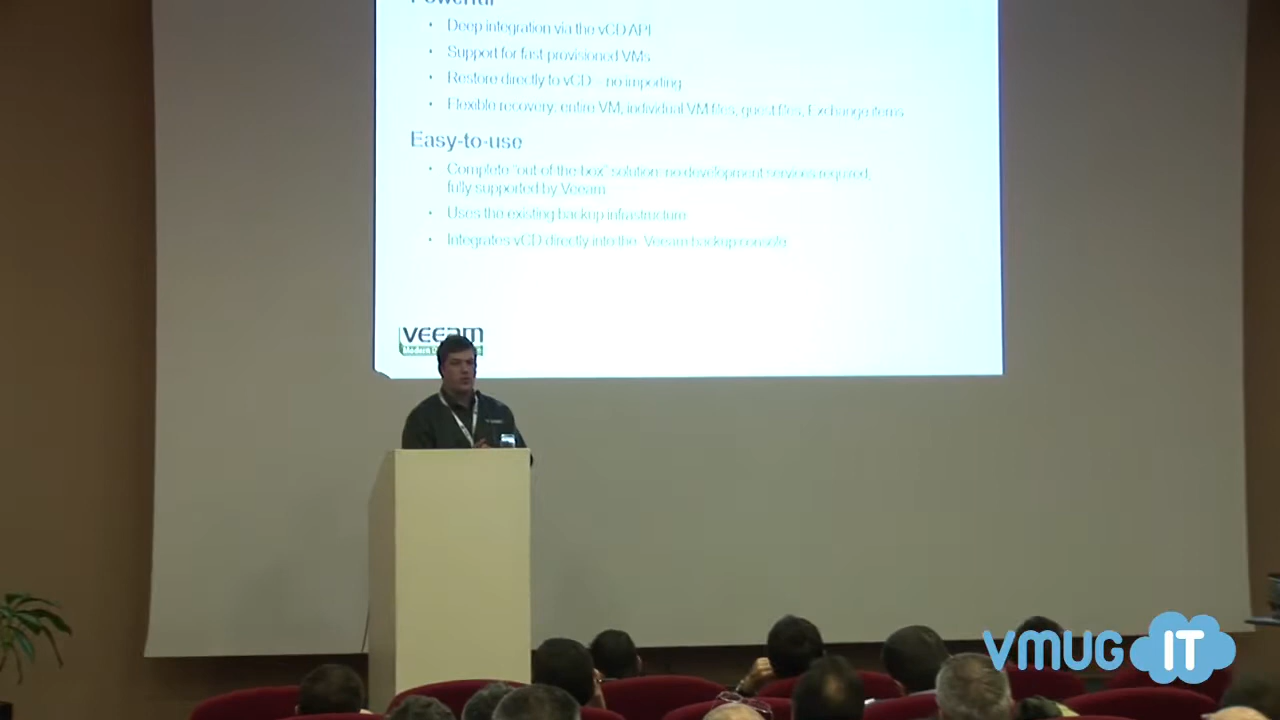 Powerful
• Deep integration via the vCD API
• Support for fast provisioned VMs
• Restore directly to vCD – no importing
• Flexible recovery: entire VM, individual VM files, guest files, Exchange items
Easy-to-use
• Complete "out of the box" solution: no development services required,
fully supported by Veeam
• Uses the existing backup infrastructure
• Integrates vCD directly into the Veeam backup console
veeam
Modern
VMUG IT